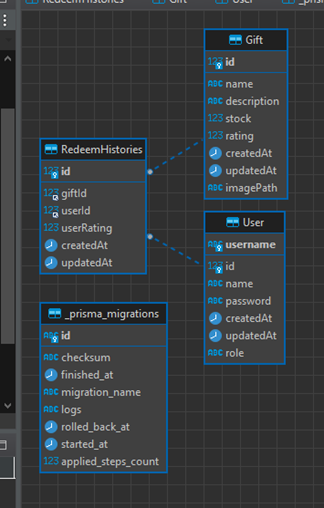 RedeemHistories
Gift
User
Gift
123 id
ABC name
ABC description
123 stock
123 rating
createdAt
updatedAt
ABC imagePath
RedeemHistories
123 id
123 giftId
123 userId
123 userRating
createdAt
updatedAt
User
ABC username
123 id
ABC name
ABC password
createdAt
updatedAt
ABC role
_prisma_migrations
ABC id
ABC checksum
finished_at
ABC migration_name
ABC logs
rolled_back_at
started_at
123 applied_steps_count